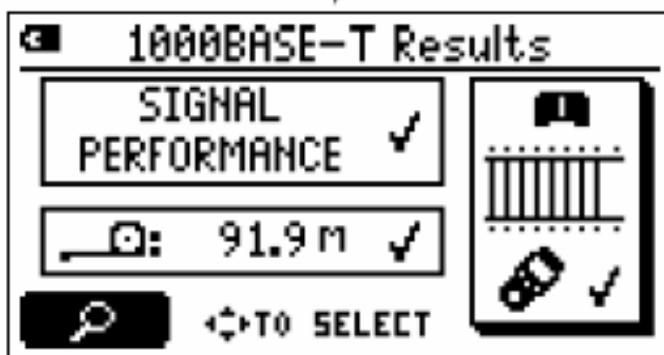 1000BASE-T Results
SIGNAL
PERFORMANCE
: 91.9 m
TO SELECT